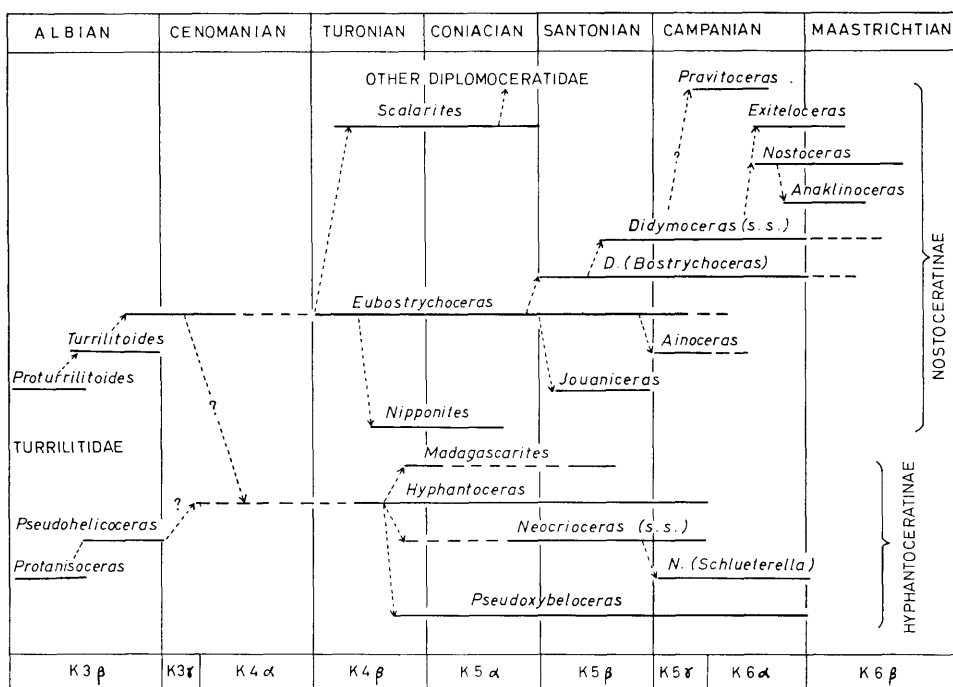 ALBIAN CENOMANIAN TURONIAN CONIACIAN SANTONIAN CAMPANIAN MAASTRICHTIAN
OTHER DIPLOMOCERATIDAE
Pravitoceras
Scalarites
Exiteloceras
?
Nostoceras
Anaklinoceras
Didymoceras (s.s.)
D. (Bostrychoceras)
Eubostrychoceras
Turrilitoides
Ainoceras
Proturrilitoides
Jouaniceras
?
Nipponites
NOSTOCERATINAE
TURRILITIDAE
Madagascarites
?
Hyphantoceras
Pseudohelicoceras
Neocrioceras (s.s.)
Protanisoceras
N. (Schlueterella)
Pseudoxybeloceras
HYPHANTOCERATINAE
K3β K3γ K4α K4β K5α K5β K5γ K6α K6β